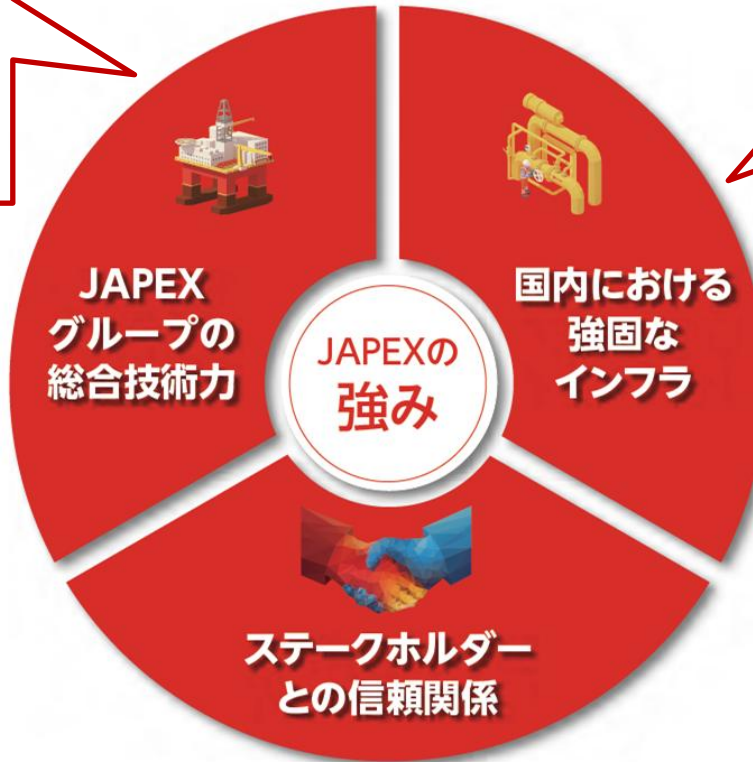 JAPEX
グループの
総合技術力
国内における
強固な
インフラ
JAPEXの
強み
ステークホルダー
との信頼関係